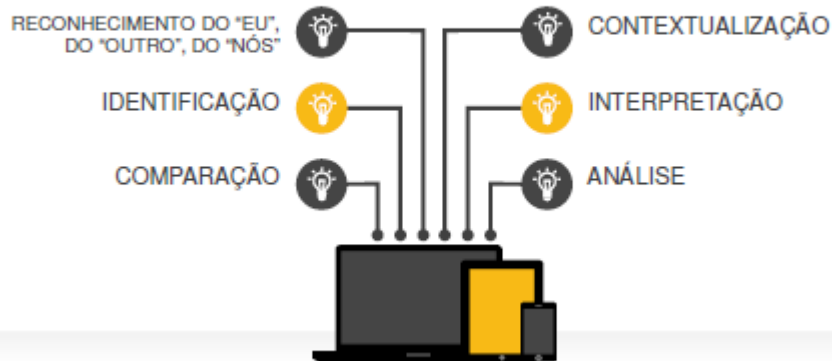 RECONHECIMENTO DO “EU”,
DO “OUTRO”, DO “NÓS”
IDENTIFICAÇÃO
COMPARAÇÃO
CONTEXTUALIZAÇÃO
INTERPRETAÇÃO
ANÁLISE